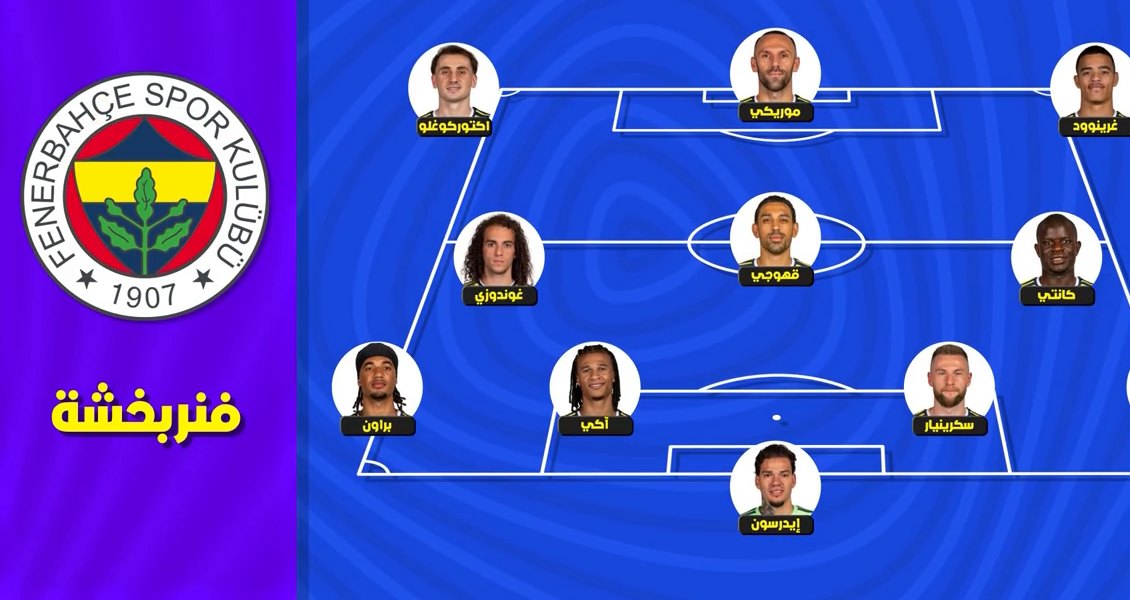 FENERBAHÇE SPOR KULÜBÜ
1907
فنربخشة
اكتوركوغلو
موريكي
غرينوود
غوندوزي
قهوجي
كانتي
براون
آكي
سكرينيار
إيدرسون